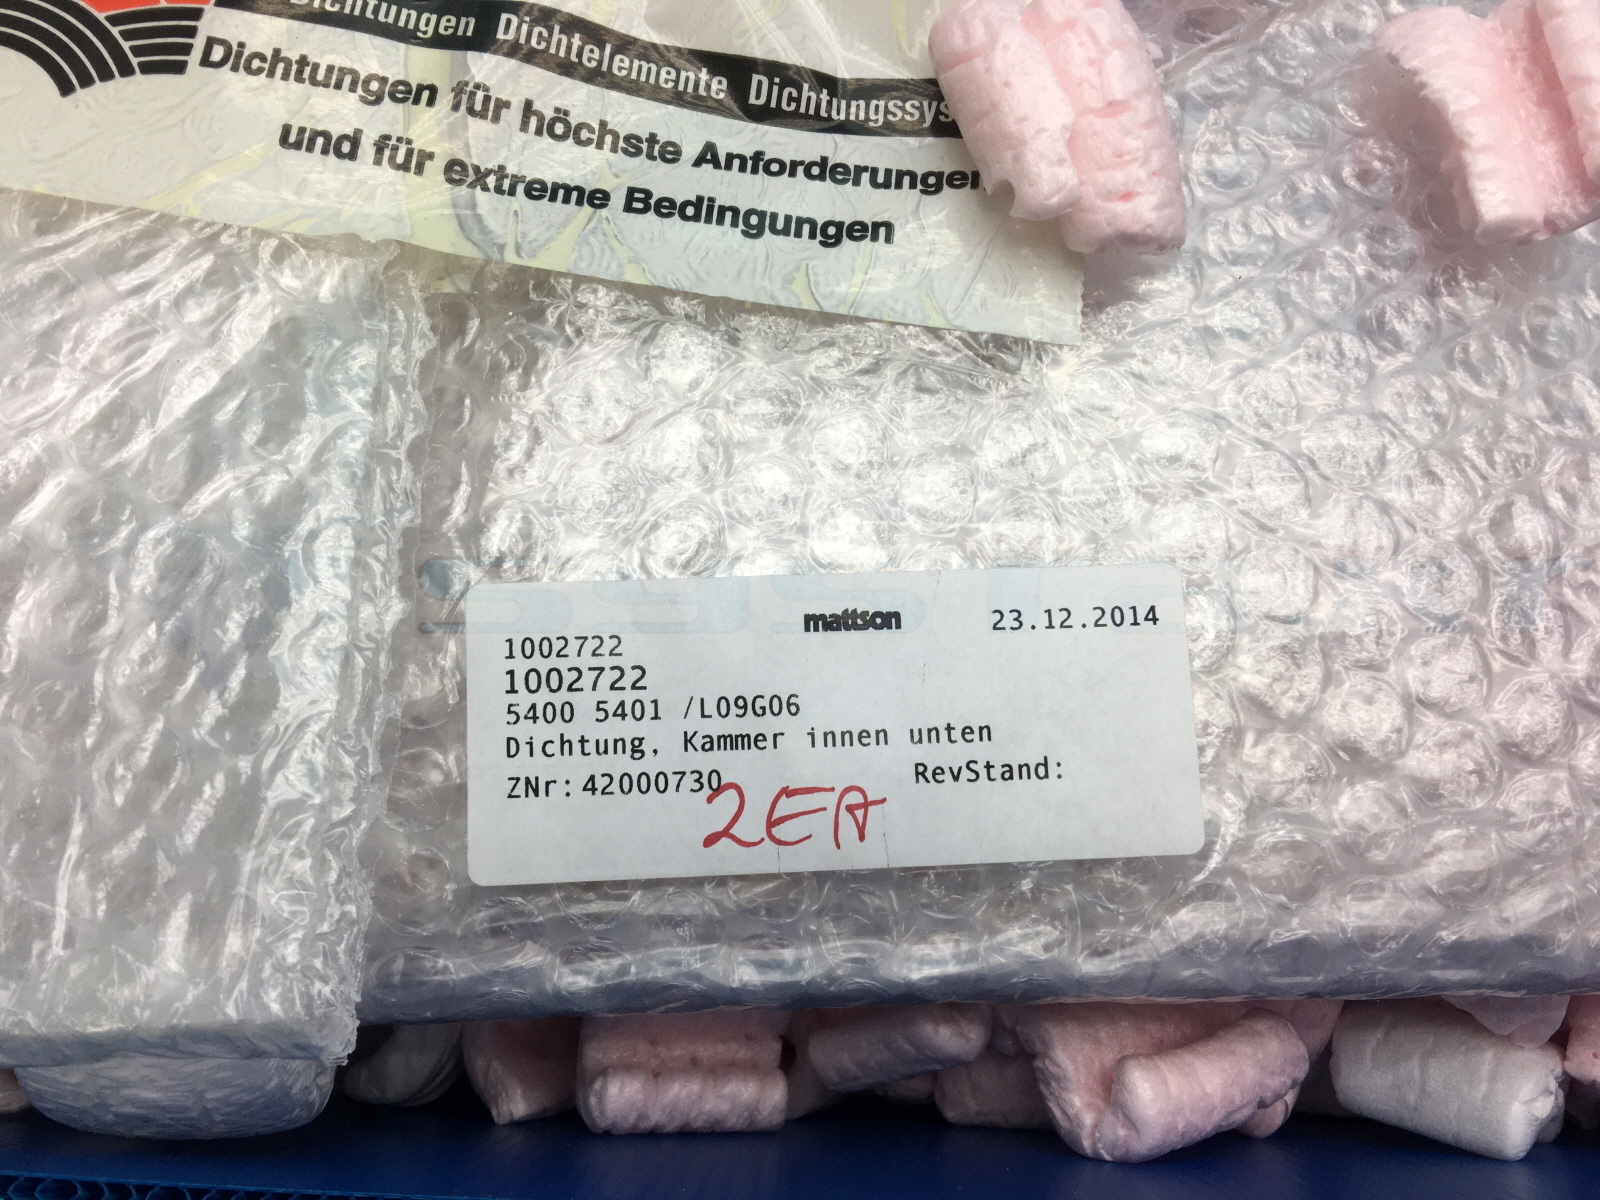 Dichtungen Dichtelemente
Dichtungen für höchste Anforderungen
und für extreme Bedingungen
mattson 23.12.2014
1002722
1002722
5400 5401 /L09G06
Dichtung, Kammer innen unten
ZNr: 42000730 RevStand:
2EA